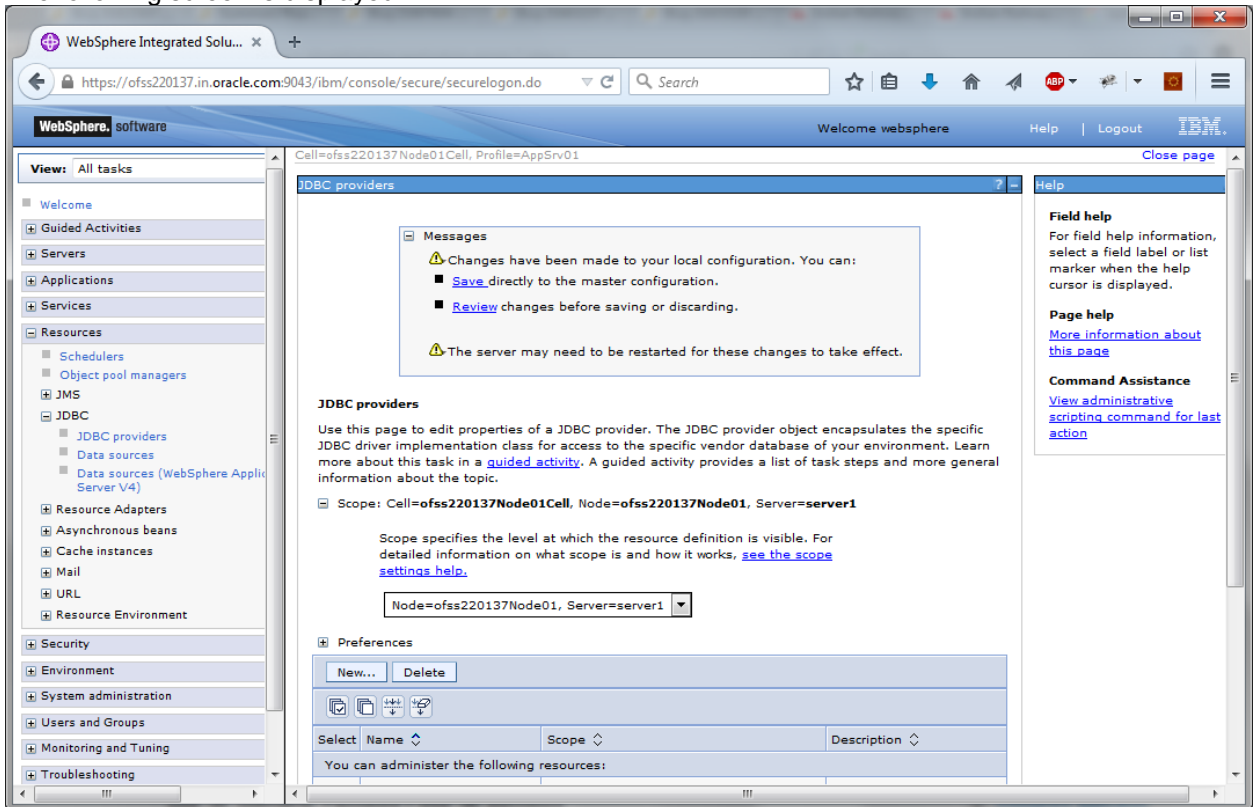 WebSphere Integrated Solu...
https://ofss220137.in.oracle.com:9043/ibm/console/secure/securelogon.do
Search
ABP
WebSphere. software
Welcome websphere
Help | Logout
IBM.
View: All tasks
Welcome
Guided Activities
Servers
Applications
Services
Resources
Schedulers
Object pool managers
JMS
JDBC
JDBC providers
Data sources
Data sources (WebSphere Applic
Server V4)
Resource Adapters
Asynchronous beans
Cache instances
Mail
URL
Resource Environment
Security
Environment
System administration
Users and Groups
Monitoring and Tuning
Troubleshooting
Cell=ofss220137Node01Cell, Profile=AppSrv01
Close page
JDBC providers
? -
Messages
Changes have been made to your local configuration. You can:
Save directly to the master configuration.
Review changes before saving or discarding.
The server may need to be restarted for these changes to take effect.
JDBC providers
Use this page to edit properties of a JDBC provider. The JDBC provider object encapsulates the specific
JDBC driver implementation class for access to the specific vendor database of your environment. Learn
more about this task in a guided activity. A guided activity provides a list of task steps and more general
information about the topic.
Scope: Cell=ofss220137Node01Cell, Node=ofss220137Node01, Server=server1
Scope specifies the level at which the resource definition is visible. For
detailed information on what scope is and how it works, see the scope
settings help.
Node=ofss220137Node01, Server=server1
Preferences
New... Delete
Select Name Scope Description
You can administer the following resources:
Help
Field help
For field help information,
select a field label or list
marker when the help
cursor is displayed.
Page help
More information about
this page
Command Assistance
View administrative
scripting command for last
action